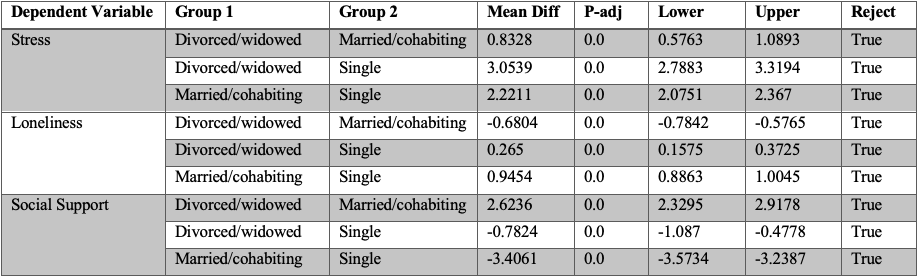 Dependent Variable Group 1 Group 2 Mean Diff P-adj Lower Upper Reject
Stress Divorced/widowed Married/cohabiting 0.8328 0.0 0.5763 1.0893 True
Divorced/widowed Single 3.0539 0.0 2.7883 3.3194 True
Married/cohabiting Single 2.2211 0.0 2.0751 2.367 True
Loneliness Divorced/widowed Married/cohabiting -0.6804 0.0 -0.7842 -0.5765 True
Divorced/widowed Single 0.265 0.0 0.1575 0.3725 True
Married/cohabiting Single 0.9454 0.0 0.8863 1.0045 True
Social Support Divorced/widowed Married/cohabiting 2.6236 0.0 2.3295 2.9178 True
Divorced/widowed Single -0.7824 0.0 -1.087 -0.4778 True
Married/cohabiting Single -3.4061 0.0 -3.5734 -3.2387 True